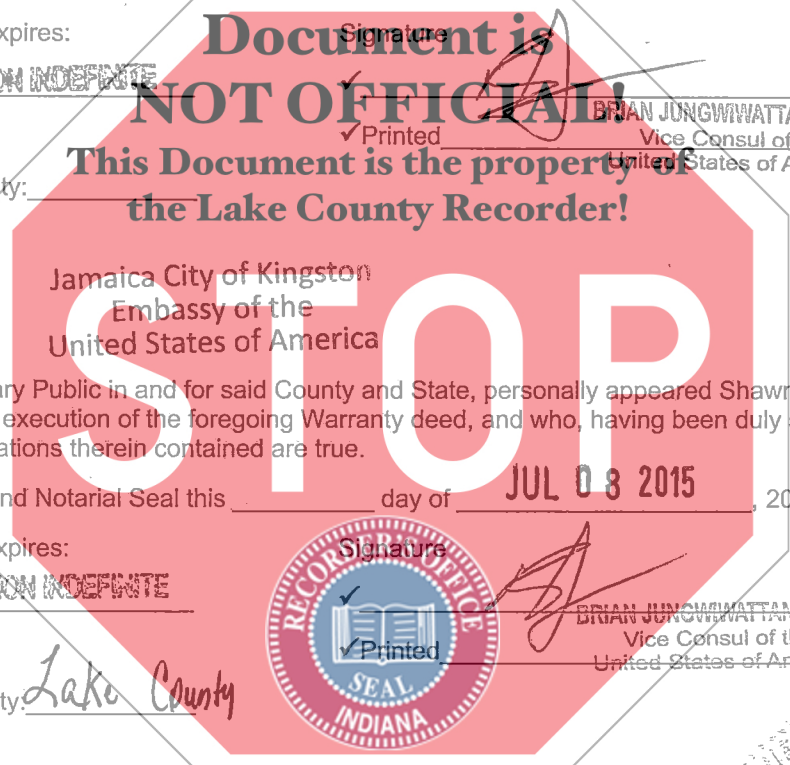 xpires:
Document is
Signature
ON INDEFINITE
NOT OFFICIAL!
BRIAN JUNGWIWATTA
✓Printed
Vice Consul of
This Document is the property of
United States of A
ty:
the Lake County Recorder!
Jamaica City of Kingston
Embassy of the
United States of America
STOP
ary Public in and for said County and State, personally appeared Shawn
execution of the foregoing Warranty deed, and who, having been duly s
ations therein contained are true.
nd Notarial Seal this day of JUL 08 2015, 20
xpires:
Signature
ON INDEFINITE
RECORDER'S OFFICE
BRIAN JUNGWIWATTAN
✓Printed
Vice Consul of th
United States of Am
SEAL
INDIANA
ty: Lake County